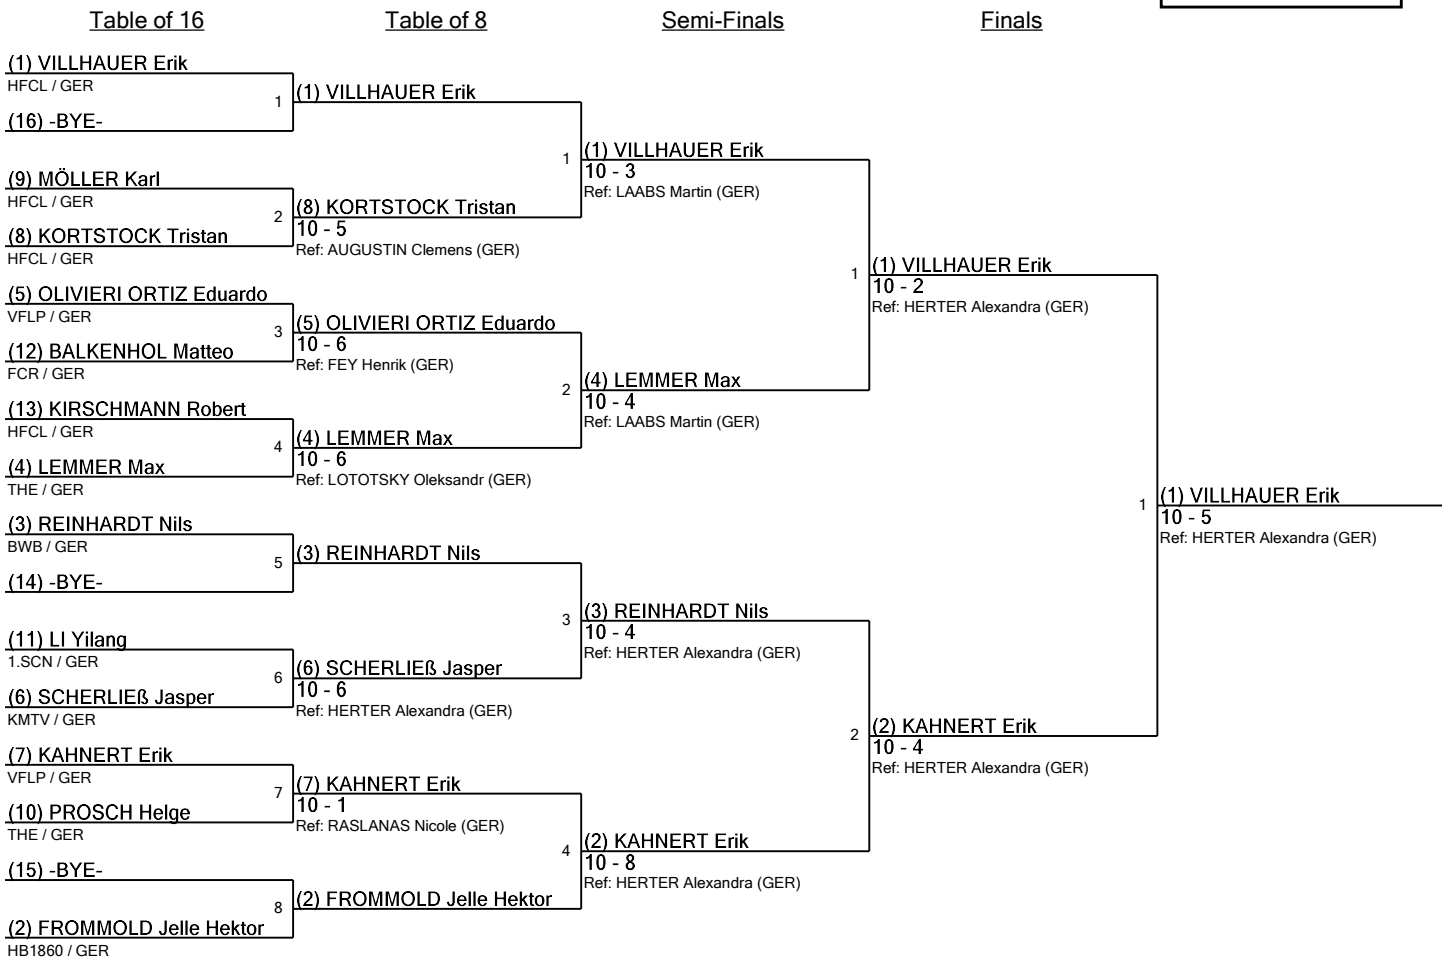 Table of 16
Table of 8
Semi-Finals
Finals
(1) VILLHAUER Erik
HFCL / GER
(16) -BYE-
(9) MÖLLER Karl
HFCL / GER
(8) KORTSTOCK Tristan
HFCL / GER
(5) OLIVIERI ORTIZ Eduardo
VFLP / GER
(12) BALKENHOL Matteo
FCR / GER
(13) KIRSCHMANN Robert
HFCL / GER
(4) LEMMER Max
THE / GER
(3) REINHARDT Nils
BWB / GER
(14) -BYE-
(11) LI Yilang
1.SCN / GER
(6) SCHERLIEß Jasper
KMTV / GER
(7) KAHNERT Erik
VFLP / GER
(10) PROSCH Helge
THE / GER
(15) -BYE-
(2) FROMMOLD Jelle Hektor
HB1860 / GER
1
(1) VILLHAUER Erik
2
(8) KORTSTOCK Tristan
10 - 5
Ref: AUGUSTIN Clemens (GER)
3
(5) OLIVIERI ORTIZ Eduardo
10 - 6
Ref: FEY Henrik (GER)
4
(4) LEMMER Max
10 - 6
Ref: LOTOTSKY Oleksandr (GER)
5
(3) REINHARDT Nils
6
(6) SCHERLIEß Jasper
10 - 6
Ref: HERTER Alexandra (GER)
7
(7) KAHNERT Erik
10 - 1
Ref: RASLANAS Nicole (GER)
8
(2) FROMMOLD Jelle Hektor
1
(1) VILLHAUER Erik
10 - 3
Ref: LAABS Martin (GER)
2
(4) LEMMER Max
10 - 4
Ref: LAABS Martin (GER)
3
(3) REINHARDT Nils
10 - 4
Ref: HERTER Alexandra (GER)
4
(2) KAHNERT Erik
10 - 8
Ref: HERTER Alexandra (GER)
1
(1) VILLHAUER Erik
10 - 2
Ref: HERTER Alexandra (GER)
2
(2) KAHNERT Erik
10 - 4
Ref: HERTER Alexandra (GER)
1
(1) VILLHAUER Erik
10 - 5
Ref: HERTER Alexandra (GER)